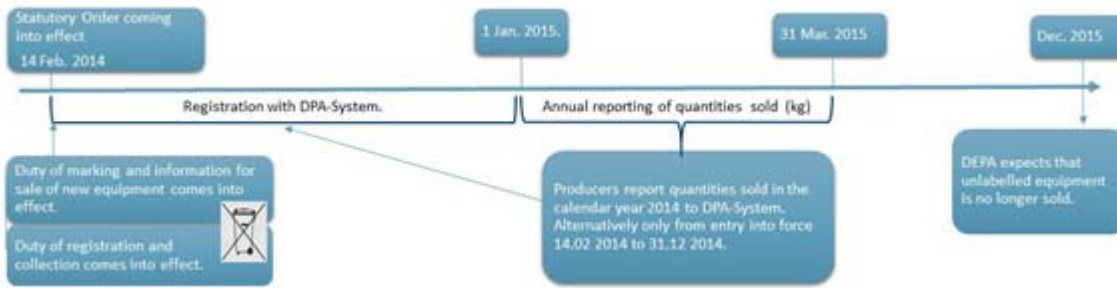 Statutory Order coming
into effect
14 Feb. 2014
1 Jan. 2015.
31 Mar. 2015
Dec. 2015
Registration with DPA-System.
Annual reporting of quantities sold (kg)
Duty of marking and information for
sale of new equipment comes into
effect.
Duty of registration and
collection comes into effect.
Producers report quantities sold in the
calendar year 2014 to DPA-System.
Alternatively only from entry into force
14.02 2014 to 31.12 2014.
DEPA expects that
unlabelled equipment
is no longer sold.